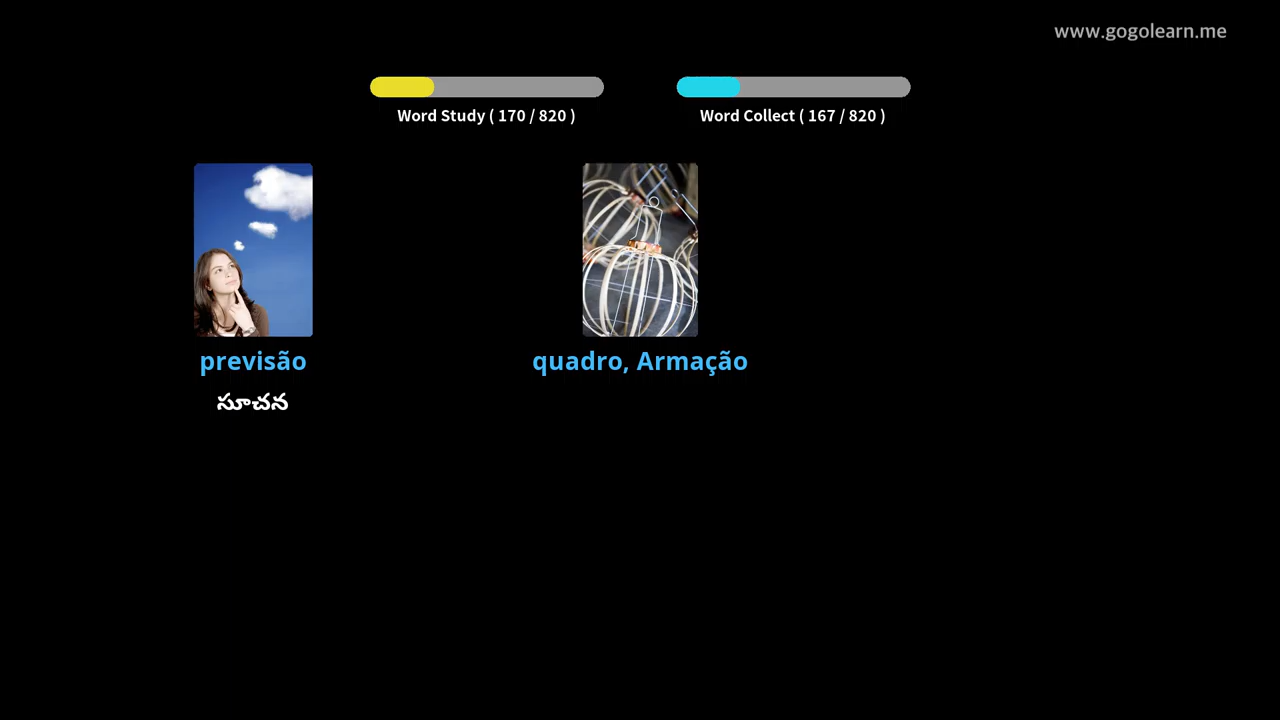 www.gogolearn.me
Word Study ( 170 / 820 )
Word Collect ( 167 / 820 )
previsão
quadro, Armação
సూచన